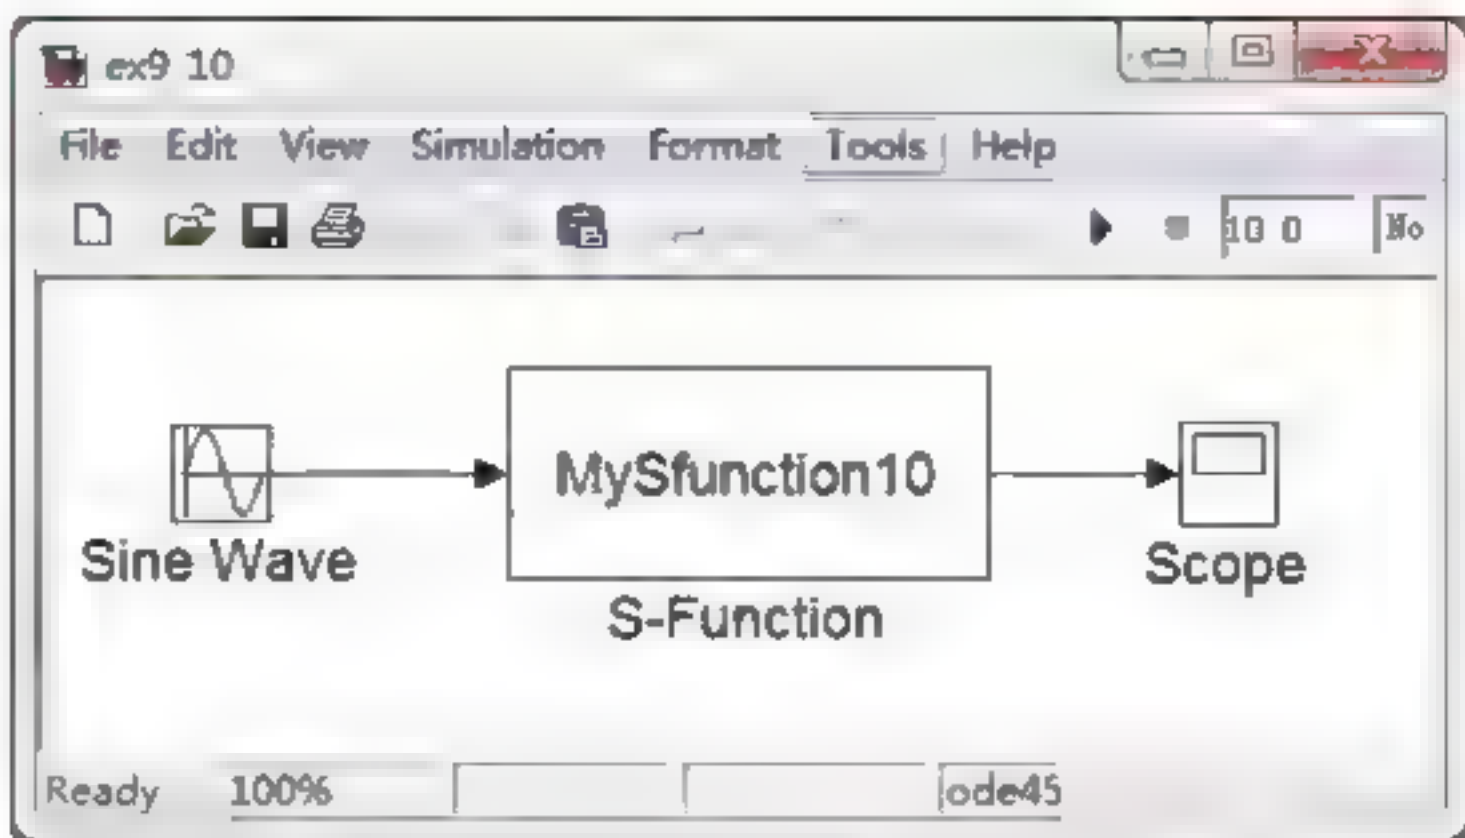 ex9 10
File Edit View Simulation Format Tools Help
10 0 No
MySfunction10
Sine Wave
Scope
S-Function
Ready 100% ode45